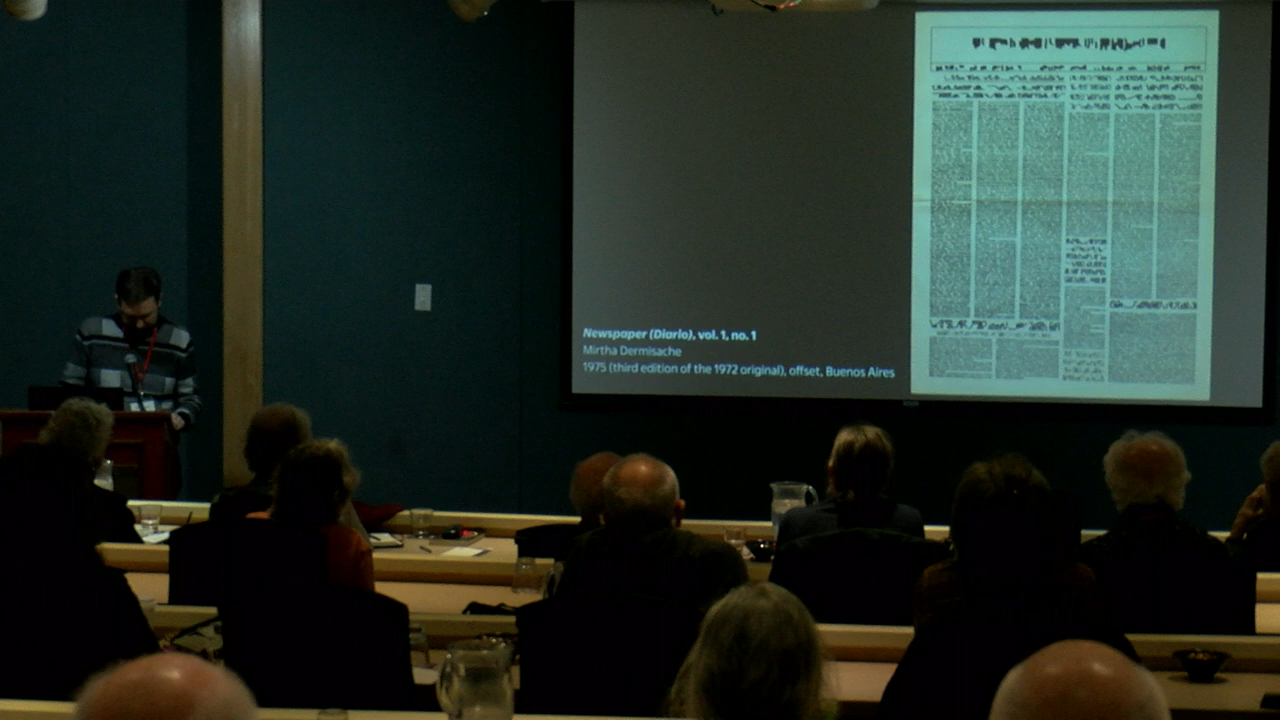 Newspaper (Diario), vol. 1, no. 1
Mirtha Dermisache
1975 (third edition of the 1972 original), offset, Buenos Aires